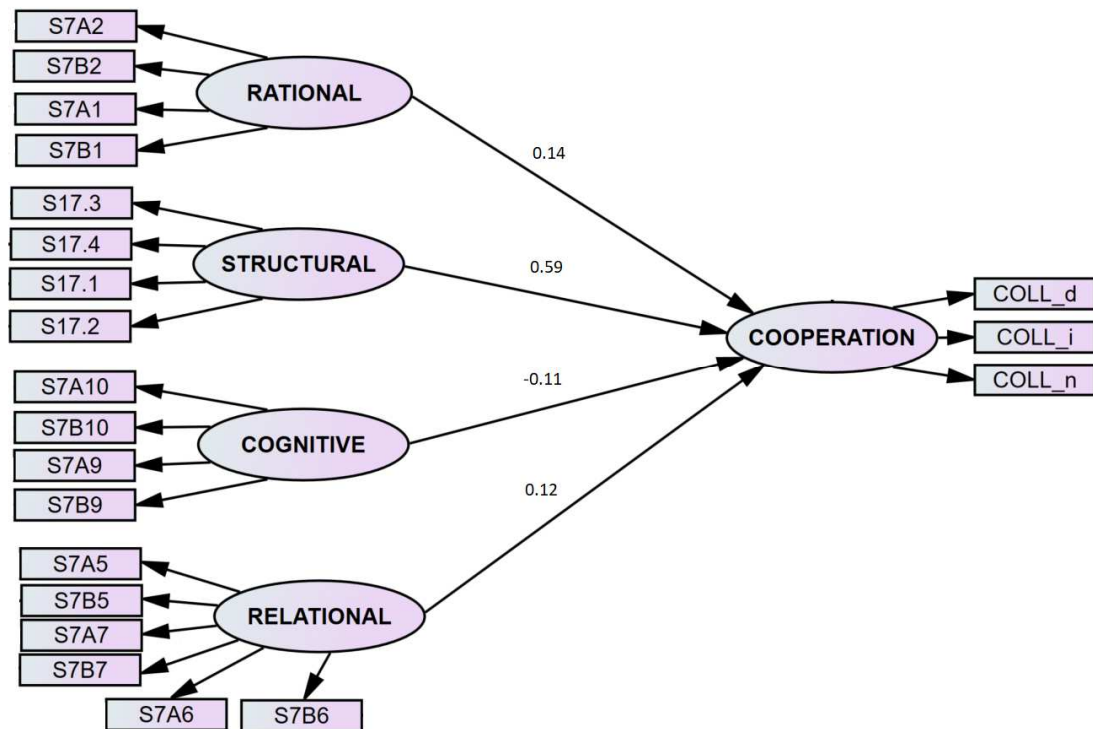 S7A2
S7B2
S7A1
S7B1
RATIONAL
0.14
S17.3
S17.4
S17.1
S17.2
STRUCTURAL
0.59
COOPERATION
COLL_d
COLL_i
COLL_n
S7A10
S7B10
S7A9
S7B9
COGNITIVE
-0.11
0.12
S7A5
S7B5
S7A7
S7B7
RELATIONAL
S7A6
S7B6